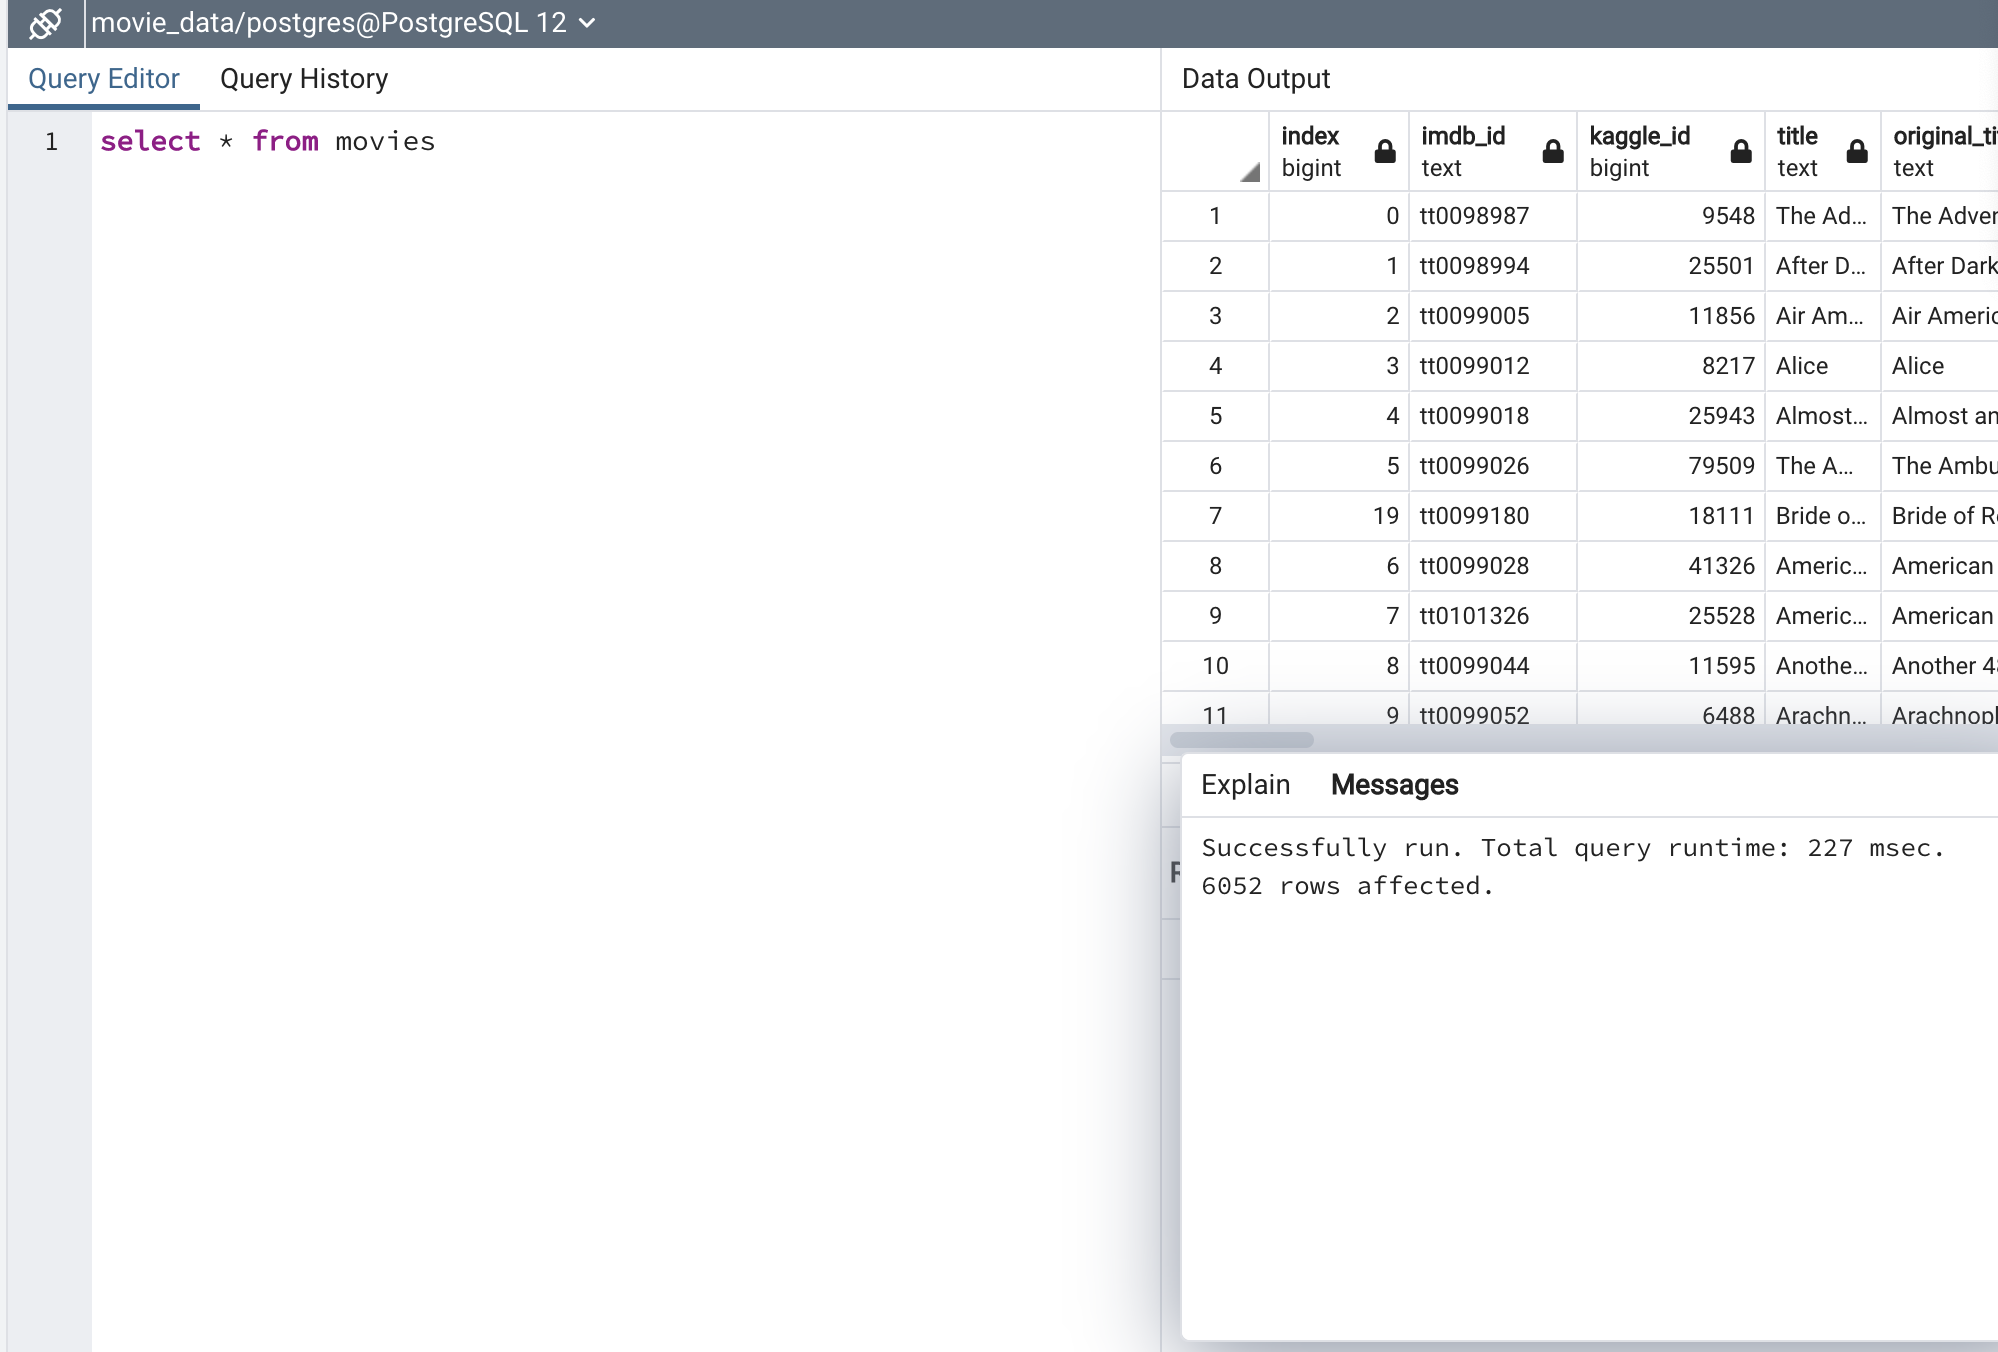 movie_data/postgres@PostgreSQL 12
Query Editor Query History
1 select * from movies
Data Output
index imdb_id kaggle_id title original_ti
bigint text bigint text text
1 0 tt0098987 9548 The Ad... The Adver
2 1 tt0098994 25501 After D... After Dark
3 2 tt0099005 11856 Air Am... Air Americ
4 3 tt0099012 8217 Alice Alice
5 4 tt0099018 25943 Almost... Almost an
6 5 tt0099026 79509 The A... The Ambu
7 19 tt0099180 18111 Bride o... Bride of Re
8 6 tt0099028 41326 Americ... American
9 7 tt0101326 25528 Americ... American
10 8 tt0099044 11595 Anothe... Another 48
11 9 tt0099052 6488 Arachn... Arachnopl
Explain Messages
Successfully run. Total query runtime: 227 msec.
6052 rows affected.